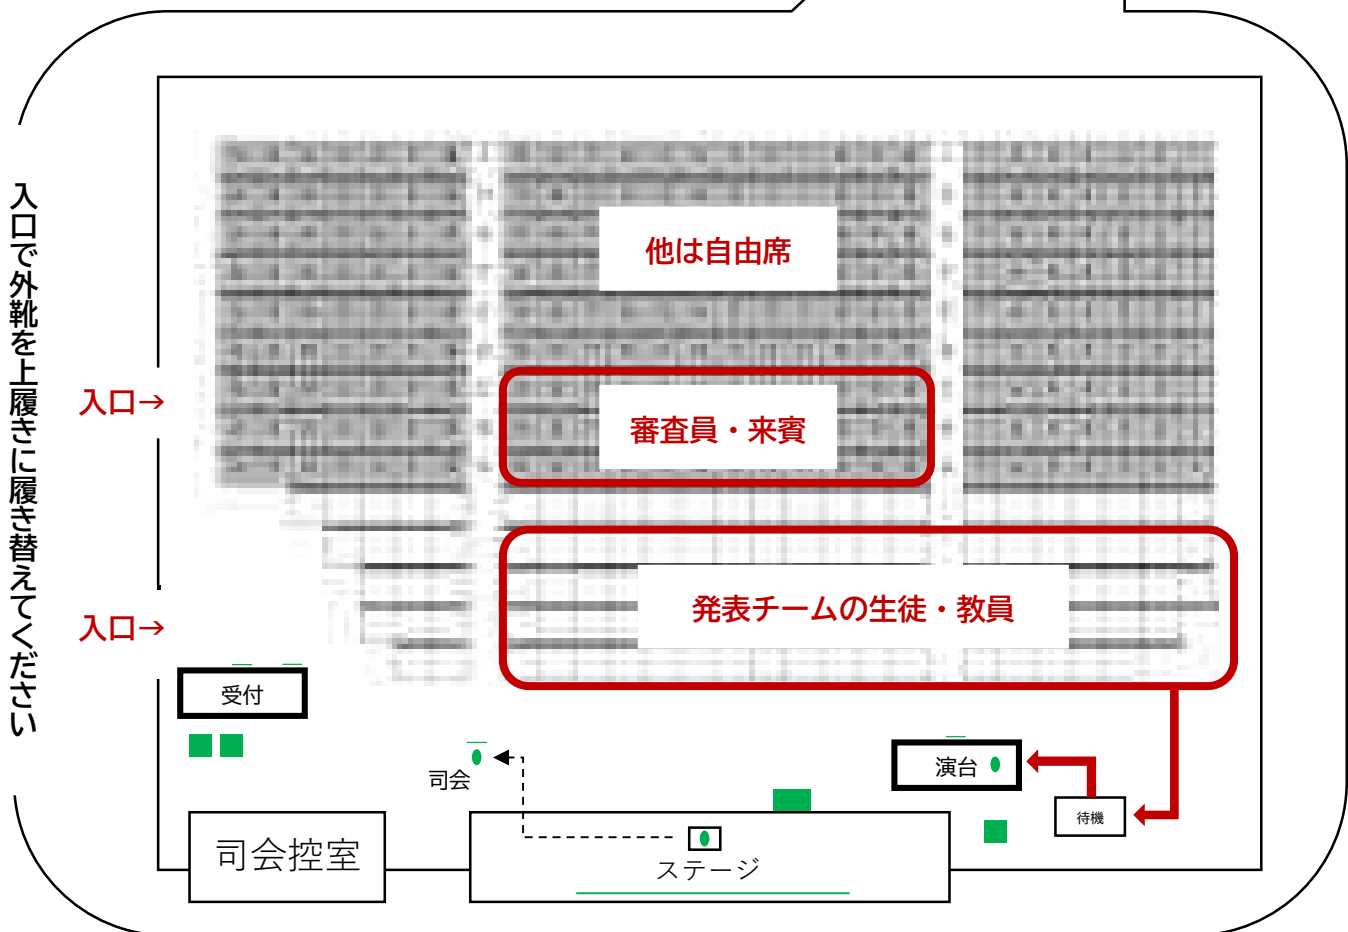 入口で外靴を上履きに履き替えてください
他は自由席
入口→
審査員・来賓
発表チームの生徒・教員
入口→
受付
司会
演台
待機
司会控室
ステージ